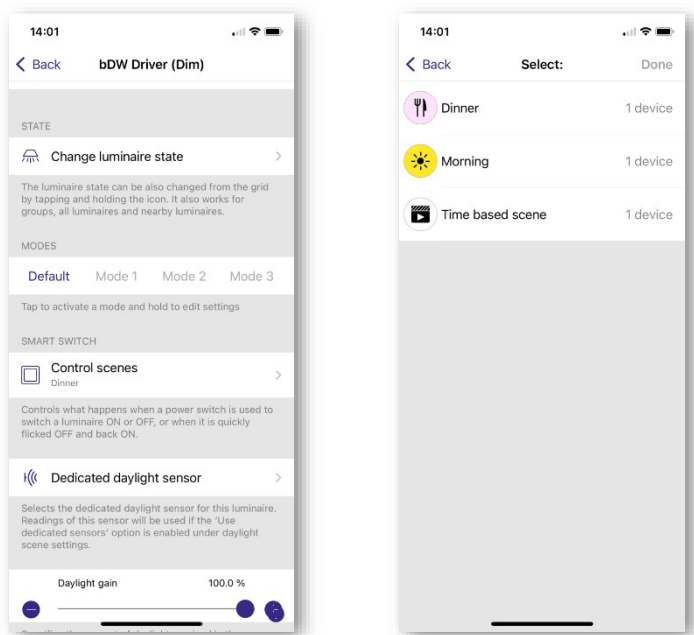 14:01
Back
bDW Driver (Dim)
STATE
Change luminaire state
The luminaire state can be also changed from the grid
by tapping and holding the icon. It also works for
groups, all luminaires and nearby luminaires.
MODES
Default Mode 1 Mode 2 Mode 3
Tap to activate a mode and hold to edit settings
SMART SWITCH
Control scenes
Dinner
Controls what happens when a power switch is used to
switch a luminaire ON or OFF, or when it is quickly
flicked OFF and back ON.
Dedicated daylight sensor
Selects the dedicated daylight sensor for this luminaire.
Readings of this sensor will be used if the 'Use
dedicated sensors' option is enabled under daylight
scene settings.
Daylight gain 100.0 %
14:01
Back Select: Done
Dinner 1 device
Morning 1 device
Time based scene 1 device